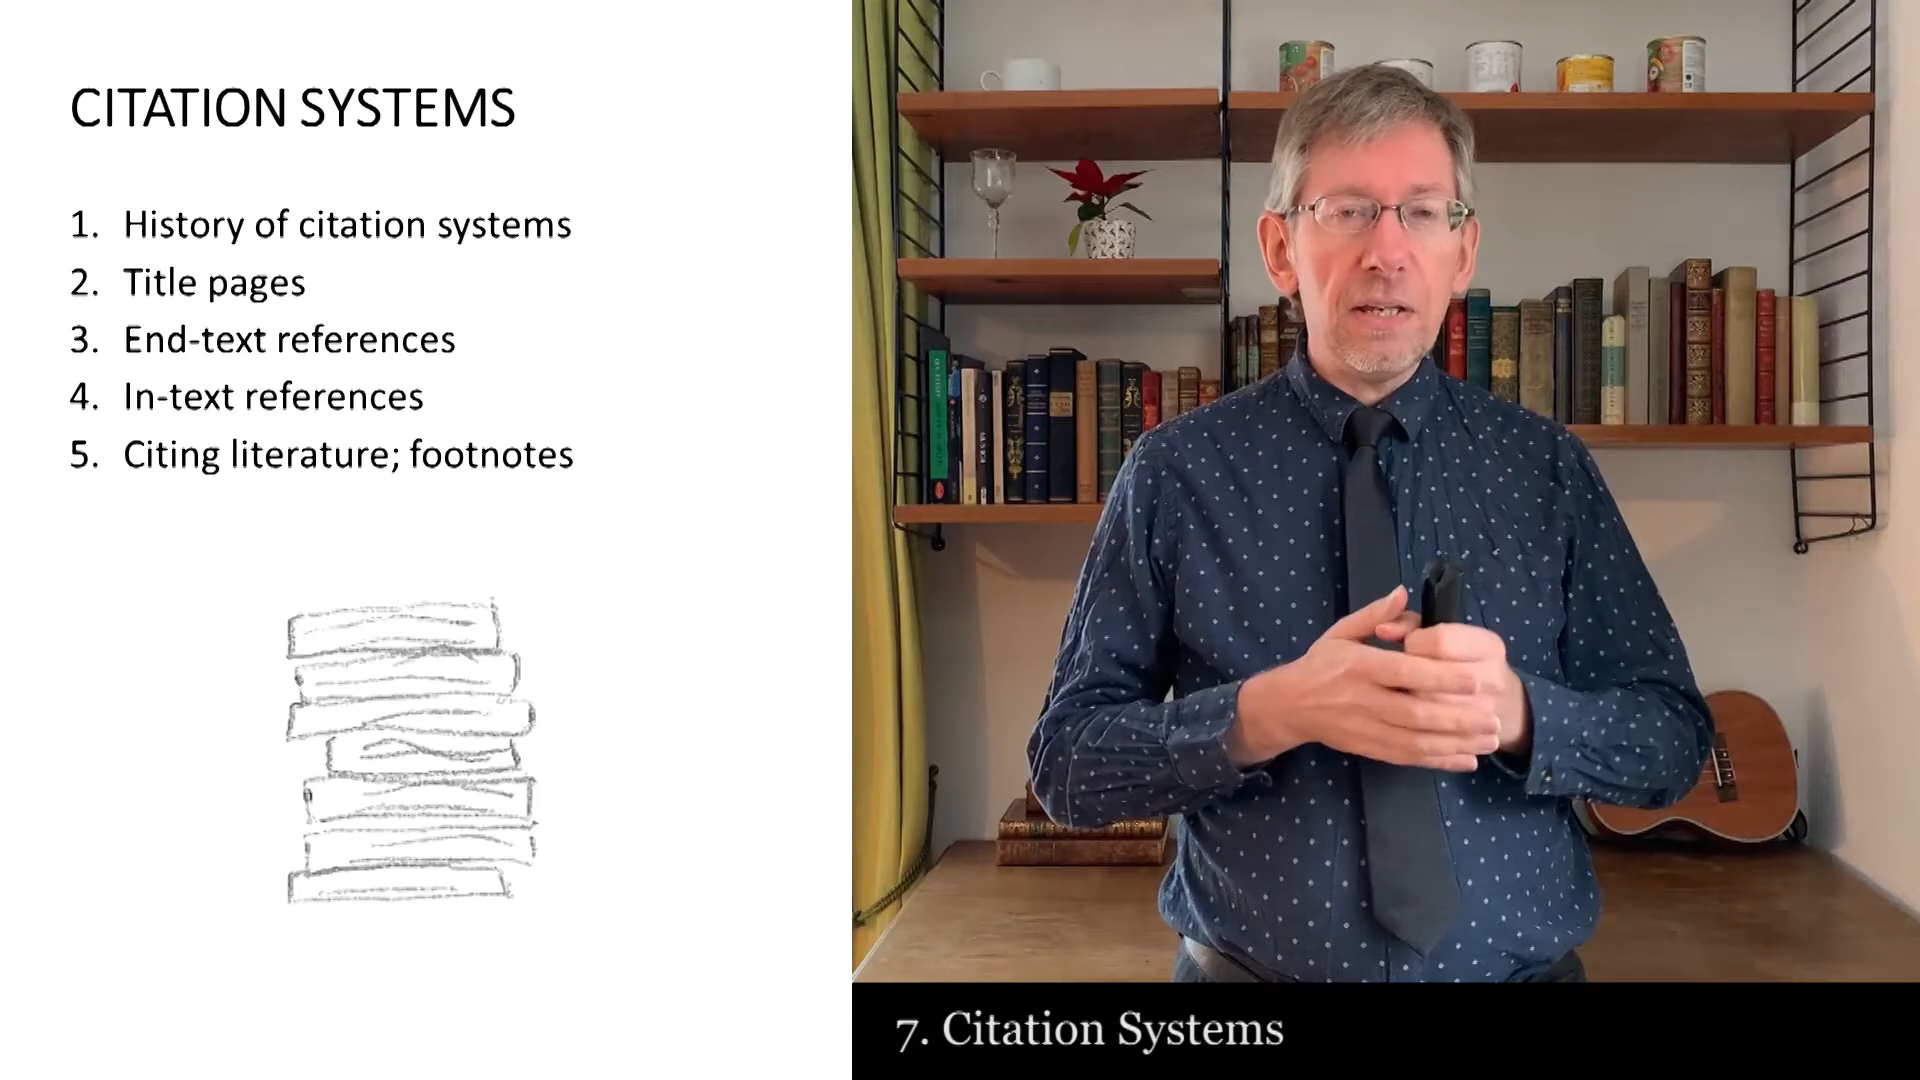 CITATION SYSTEMS
1. History of citation systems
2. Title pages
3. End-text references
4. In-text references
5. Citing literature; footnotes
7. Citation Systems